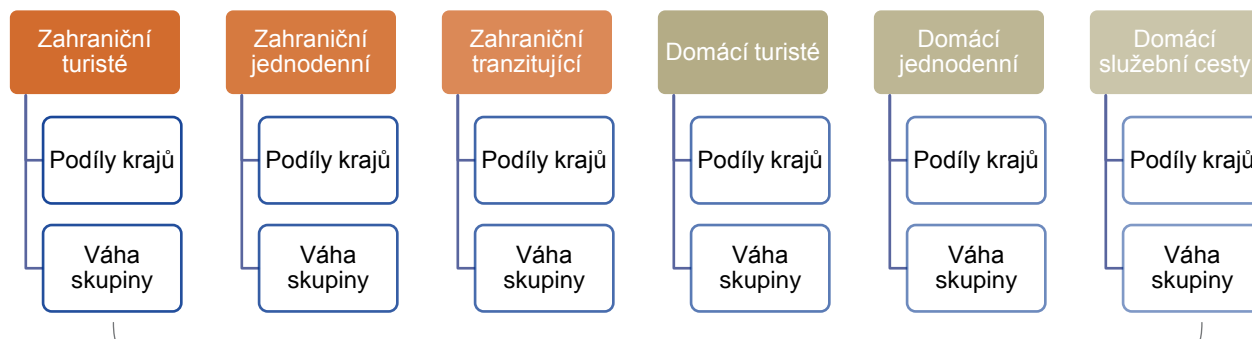 Zahraniční
turisté
Zahraniční
jednodenní
Zahraniční
tranzitující
Domácí turisté
Domácí
jednodenní
Domácí
služební cesty
Podíly krajů
Podíly krajů
Podíly krajů
Podíly krajů
Podíly krajů
Podíly krajů
Váha
skupiny
Váha
skupiny
Váha
skupiny
Váha
skupiny
Váha
skupiny
Váha
skupiny